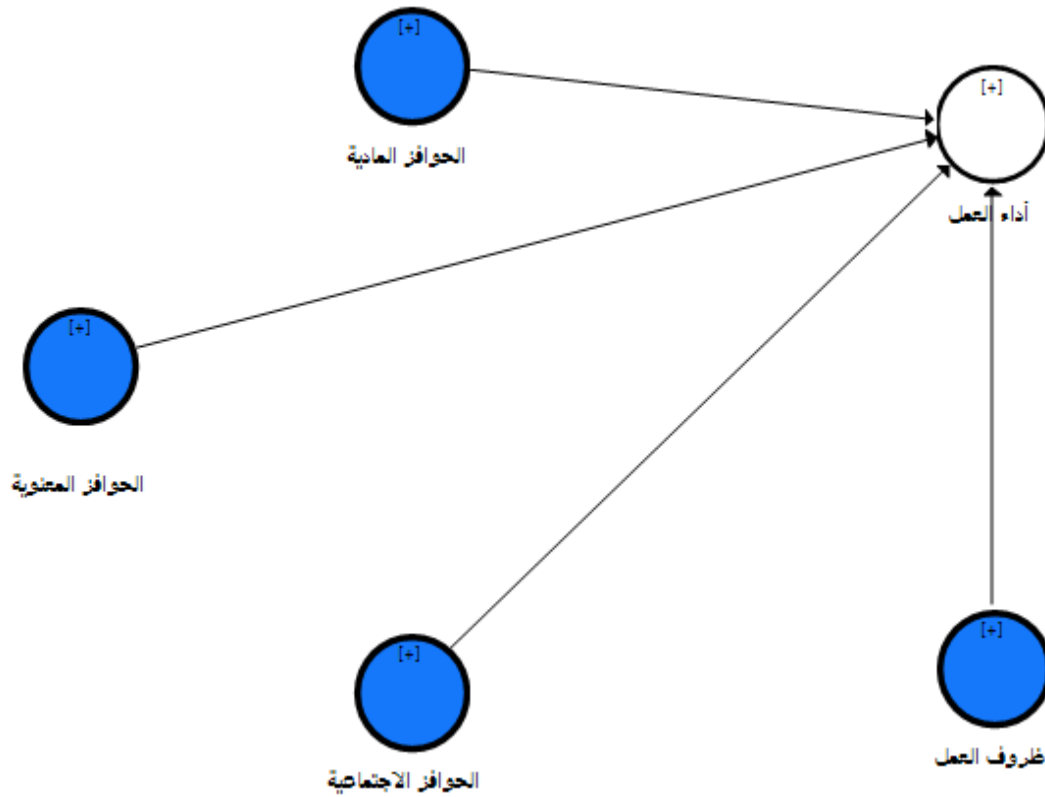 [+]
الحوافز المادية
[+]
أداء العمل
[+]
الحوافز المعنوية
[+]
الحوافز الاجتماعية
[+]
ظروف العمل